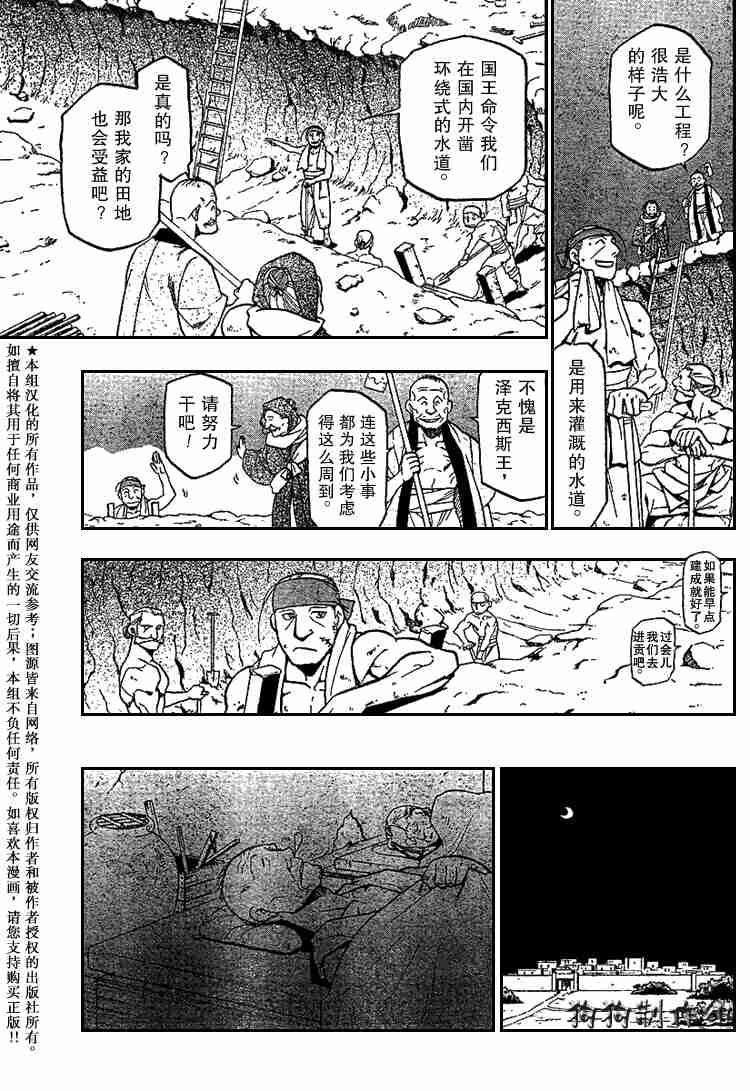 是什么工程?
很浩大
的样子呢。
是用来灌溉的水道。
国王命令我们
在国内开凿
环绕式的水道。
是真的吗?
那我家的田地
也会受益吧?
不愧是
泽克西斯王,
连这些小事
都为我们考虑
得这么周到。
请努力
干吧!
如果能早点
建成就好了。
过会儿
我们去
进贡吧。
★本组汉化的所有作品,仅供网友交流参考;图源皆来自网络,所有版权归作者和被作者授权的出版社所有。
如擅自将其用于任何商业用途而产生的一切后果,本组不负任何责任。如喜欢本漫画,请您支持购买正版!!